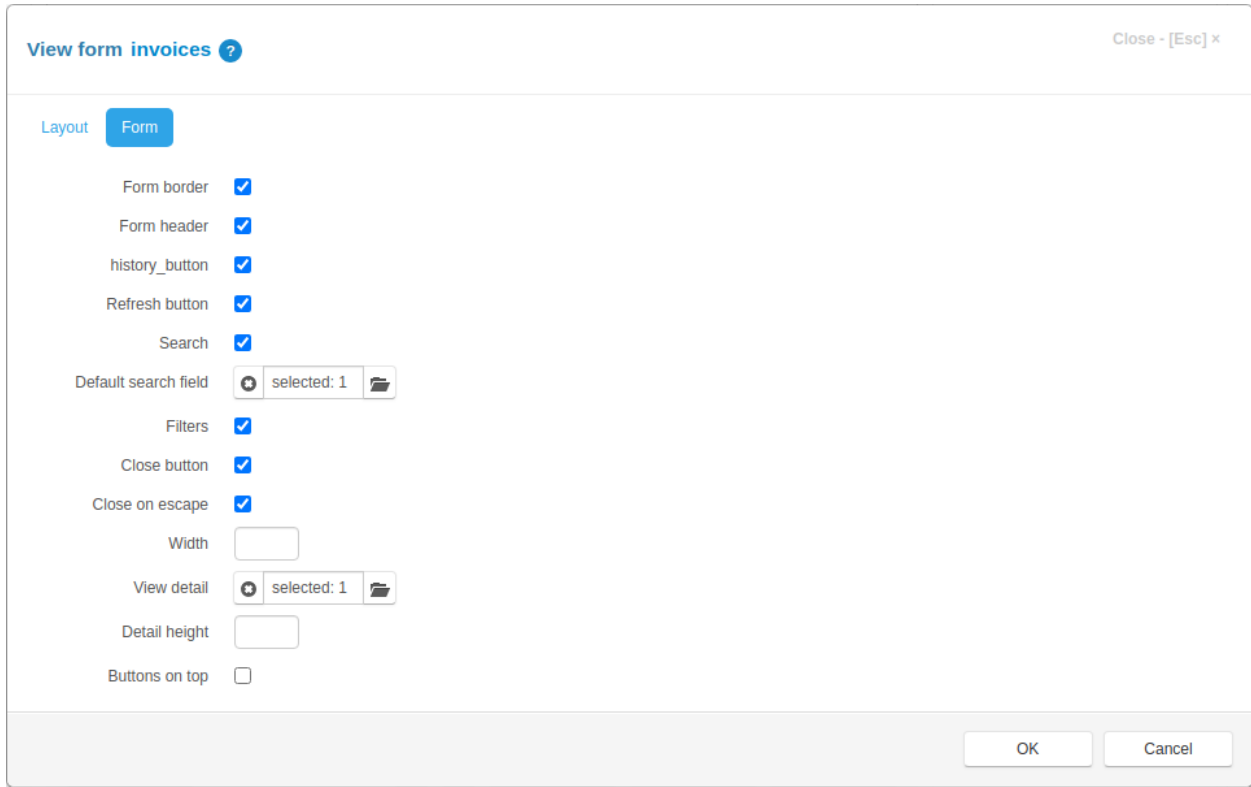 View form invoices ?
Close - [Esc] ×
Layout
Form
Form border
Form header
history_button
Refresh button
Search
Default search field selected: 1
Filters
Close button
Close on escape
Width
View detail selected: 1
Detail height
Buttons on top
OK
Cancel